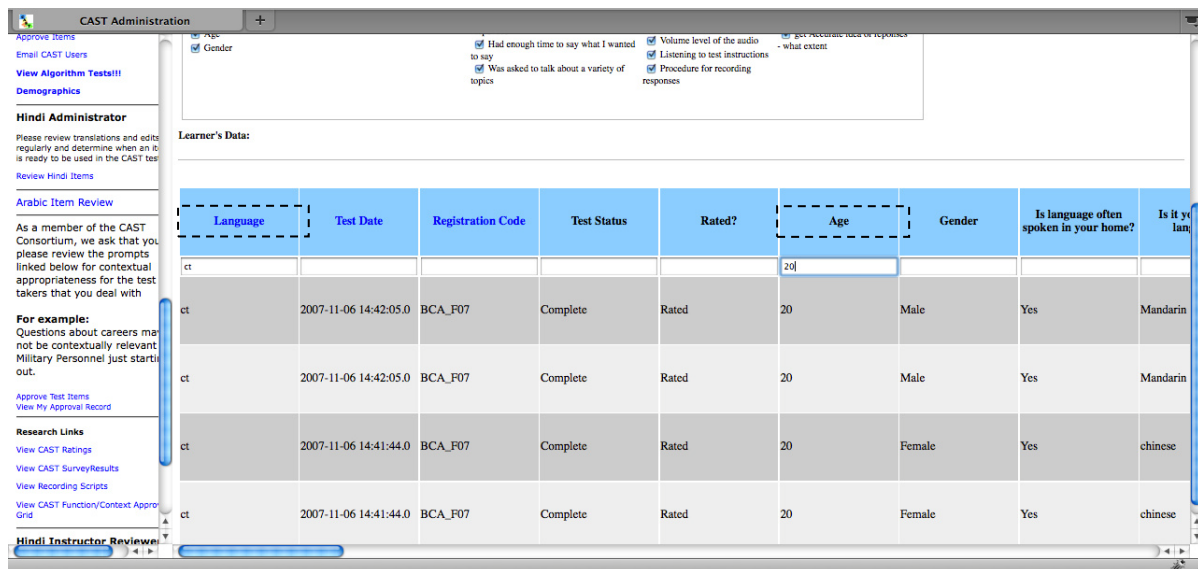 CAST Administration
Approve Items
Email CAST Users
View Algorithm Tests!!!
Demographics
Hindi Administrator
Please review translations and edits
regularly and determine when an
is ready to be used in the CAST
Review Hindi Items
Arabic Item Review
As a member of the CAST
Consortium, we ask that you
please review the prompts
linked below for contextual
appropriateness for the test
takers that you deal with
For example:
Questions about careers may
not be contextually relevant
Military Personnel just
out.
Approve Test Items
View My Approval Record
Research Links
View CAST Ratings
View CAST SurveyResults
View Recording Scripts
View CAST Function/Context
Grid
Hindi Instructor
Age
Gender
Had enough time to say what I wanted
to say
Was asked to talk about a variety of
topics
Volume level of the audio
Listening to test instructions
Procedure for recording
responses
get Accurate idea of reponses
- what extent
Learner's Data:
Language Test Date Registration Code Test Status Rated? Age Gender Is language often spoken in your home? Is it
ct 20
ct 2007-11-06 14:42:05.0 BCA_F07 Complete Rated 20 Male Yes Mandarin
ct 2007-11-06 14:42:05.0 BCA_F07 Complete Rated 20 Male Yes Mandarin
ct 2007-11-06 14:41:44.0 BCA_F07 Complete Rated 20 Female Yes chinese
ct 2007-11-06 14:41:44.0 BCA_F07 Complete Rated 20 Female Yes chinese